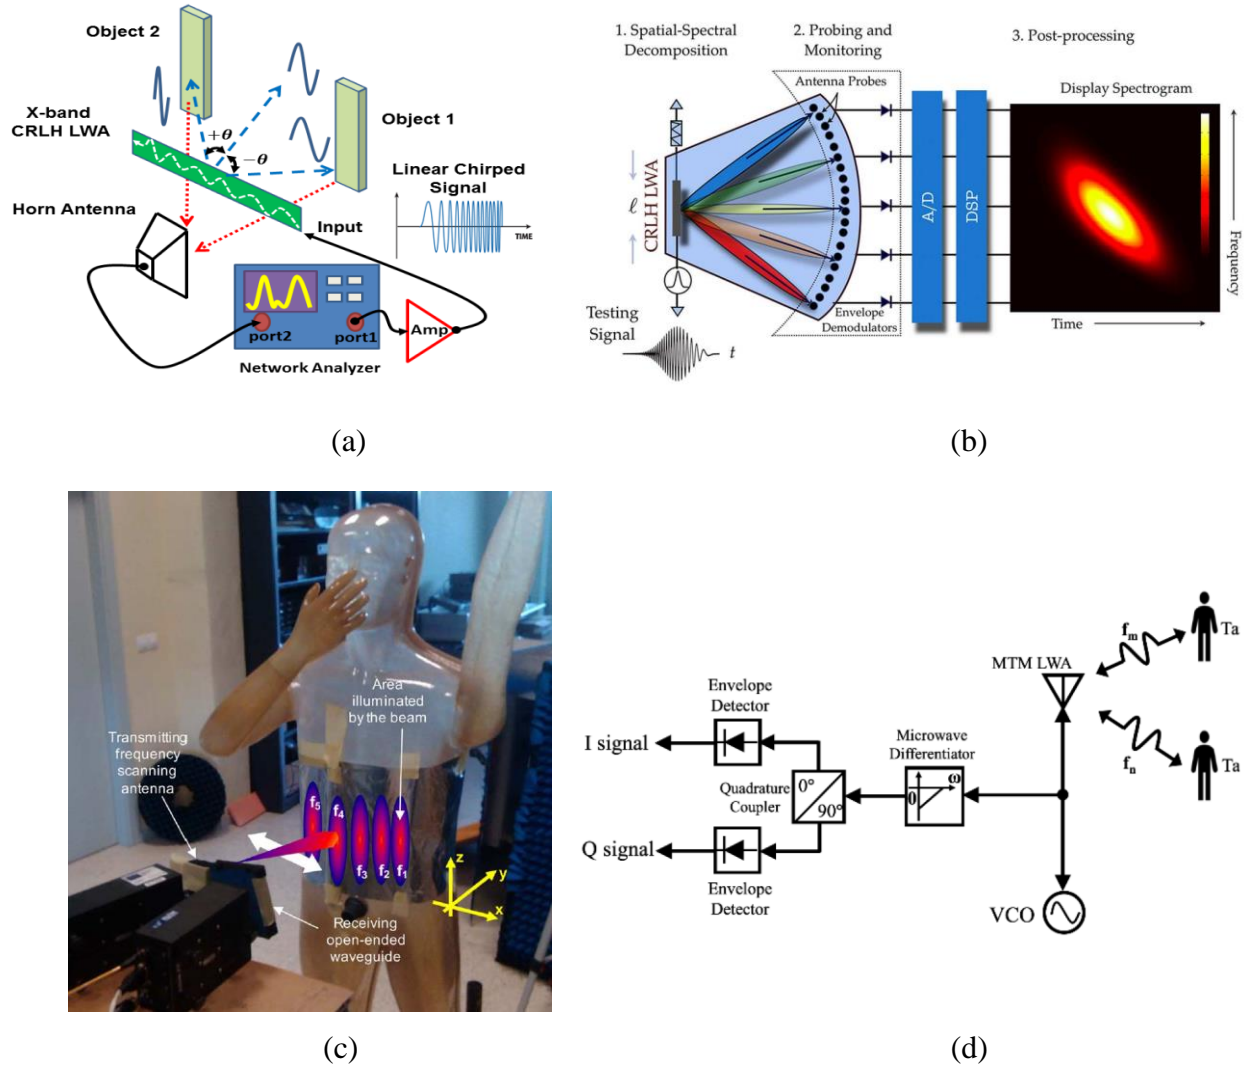 Object 2
X-band
CRLH LWA
+θ
−θ
Object 1
Linear Chirped
Signal
TIME
Horn Antenna
Input
port2
port1
Amp
Network Analyzer
(a)
1. Spatial-Spectral
Decomposition
2. Probing and
Monitoring
3. Post-processing
Antenna Probes
Display Spectrogram
CRLH LWA
ℓ
A/D
DSP
Frequency
Testing
Signal
t
Envelope
Demodulators
Time
(b)
Area
illuminated
by the beam
Transmitting
frequency
scanning
antenna
f5
f4
f3
f2
f1
z
y
x
Receiving
open-ended
waveguide
(c)
fm
Ta
MTM LWA
fn
Ta
Envelope
Detector
I signal
Microwave
Differentiator
ω
0
Quadrature
Coupler
0°
90°
Q signal
Envelope
Detector
VCO
(d)